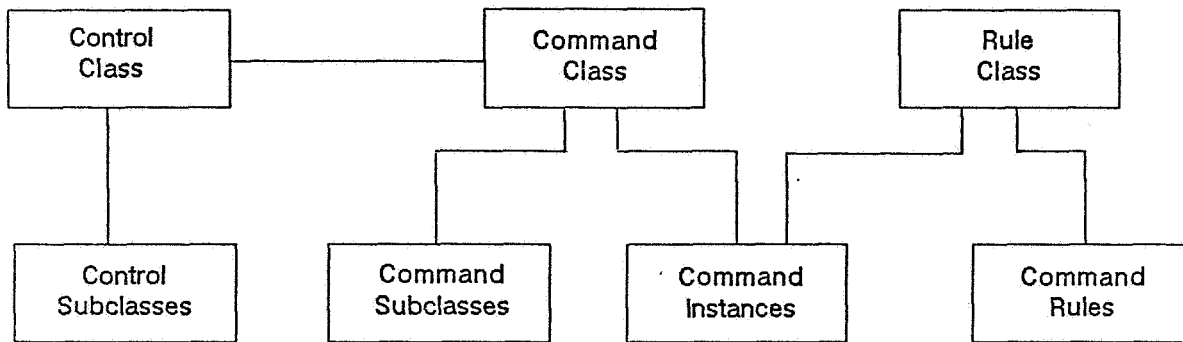 Control
Class
Command
Class
Rule
Class
Control
Subclasses
Command
Subclasses
Command
Instances
Command
Rules